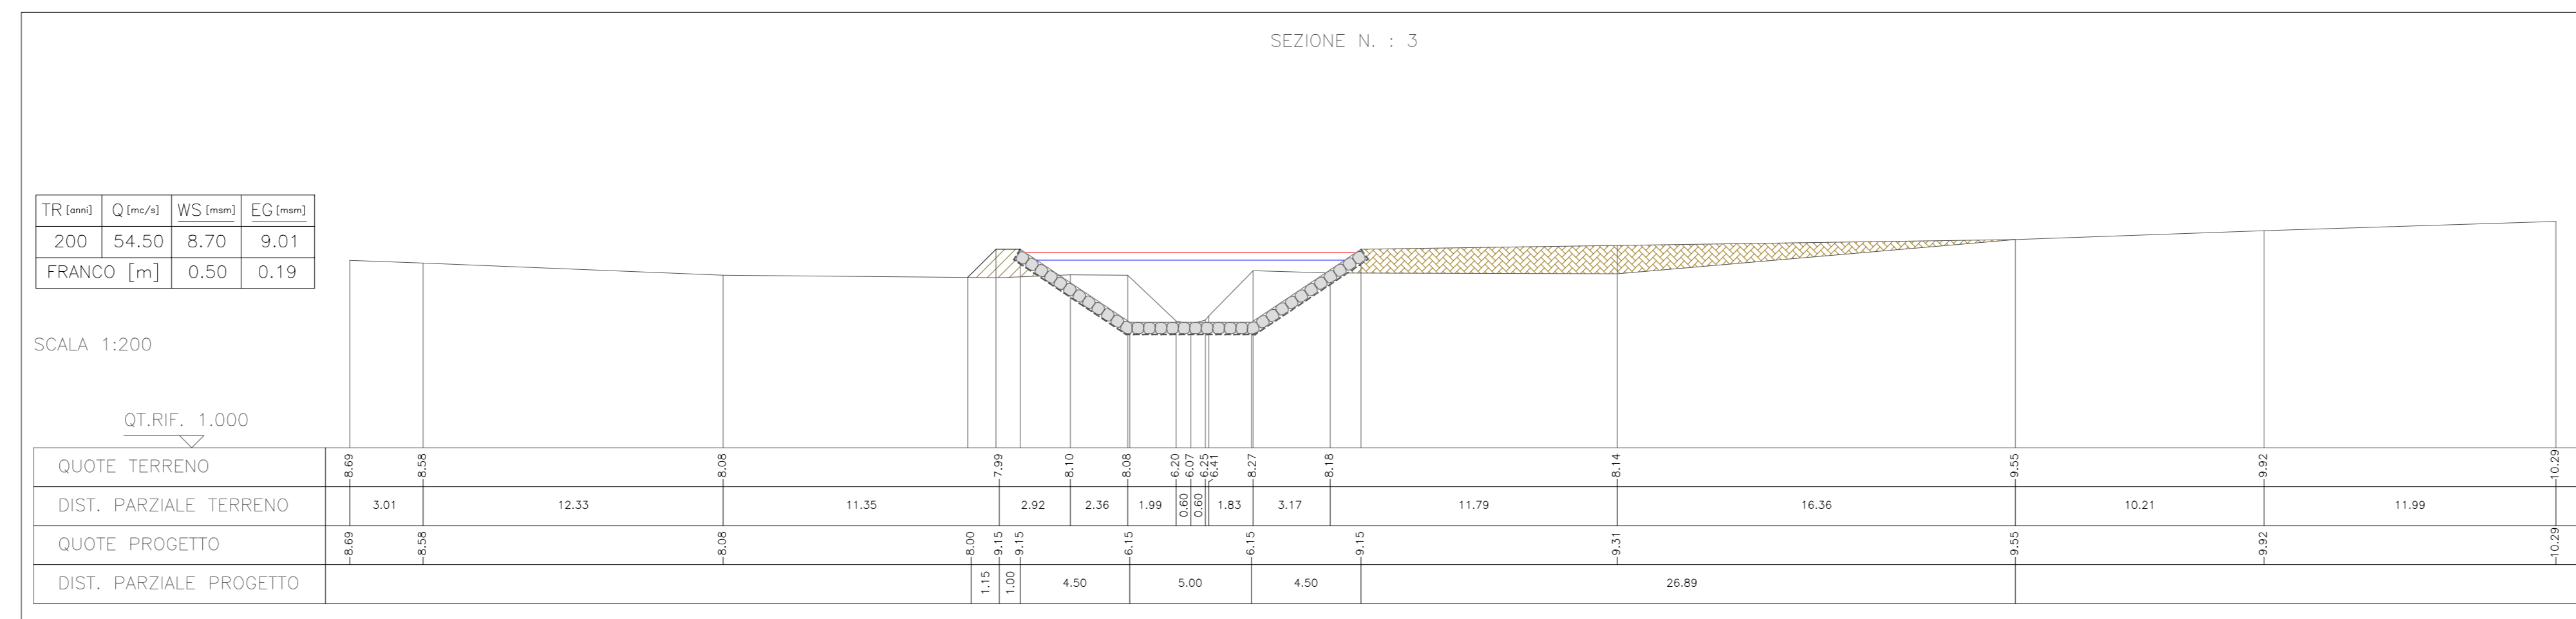 SEZIONE N. : 3
TR [anni] Q [mc/s] WS [msm] EG [msm]
200 54.50 8.70 9.01
FRANCO [m] 0.50 0.19
SCALA 1:200
QT.RIF. 1.000
QUOTE TERRENO 8.69 8.58 8.08 7.99 8.10 8.08 6.20 6.07 6.25 6.41 8.27 8.18 8.14 9.55 9.92 10.29
DIST. PARZIALE TERRENO 3.01 12.33 11.35 2.92 2.36 1.99 0.60 0.60 1.83 3.17 11.79 16.36 10.21 11.99
QUOTE PROGETTO 8.69 8.58 8.08 8.00 9.15 9.15 6.15 6.15 9.15 9.31 9.55 9.92 10.29
DIST. PARZIALE PROGETTO 1.15 1.00 4.50 5.00 4.50 26.89